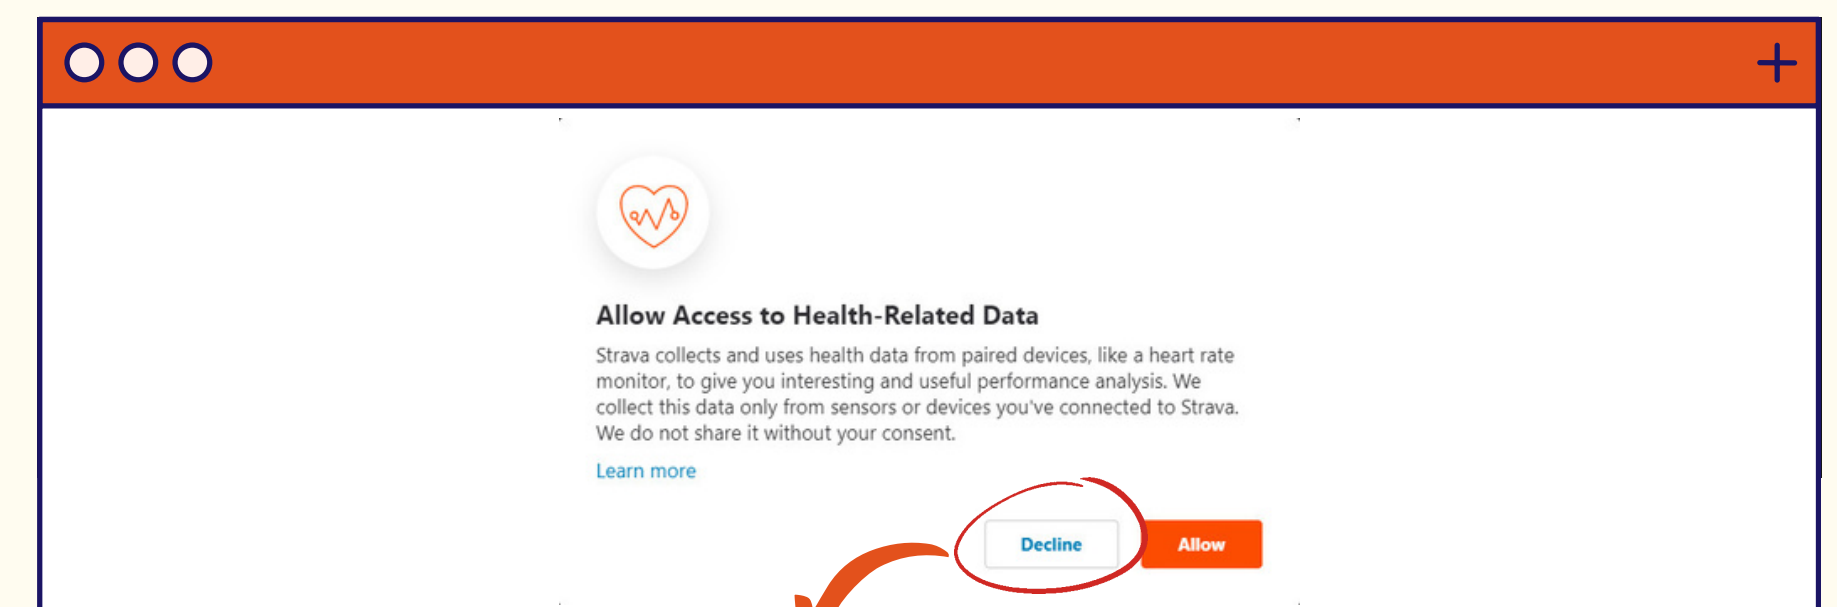 Allow Access to Health-Related Data
Strava collects and uses health data from paired devices, like a heart rate
monitor, to give you interesting and useful performance analysis. We
collect this data only from sensors or devices you've connected to Strava.
We do not share it without your consent.
Learn more
Decline Allow